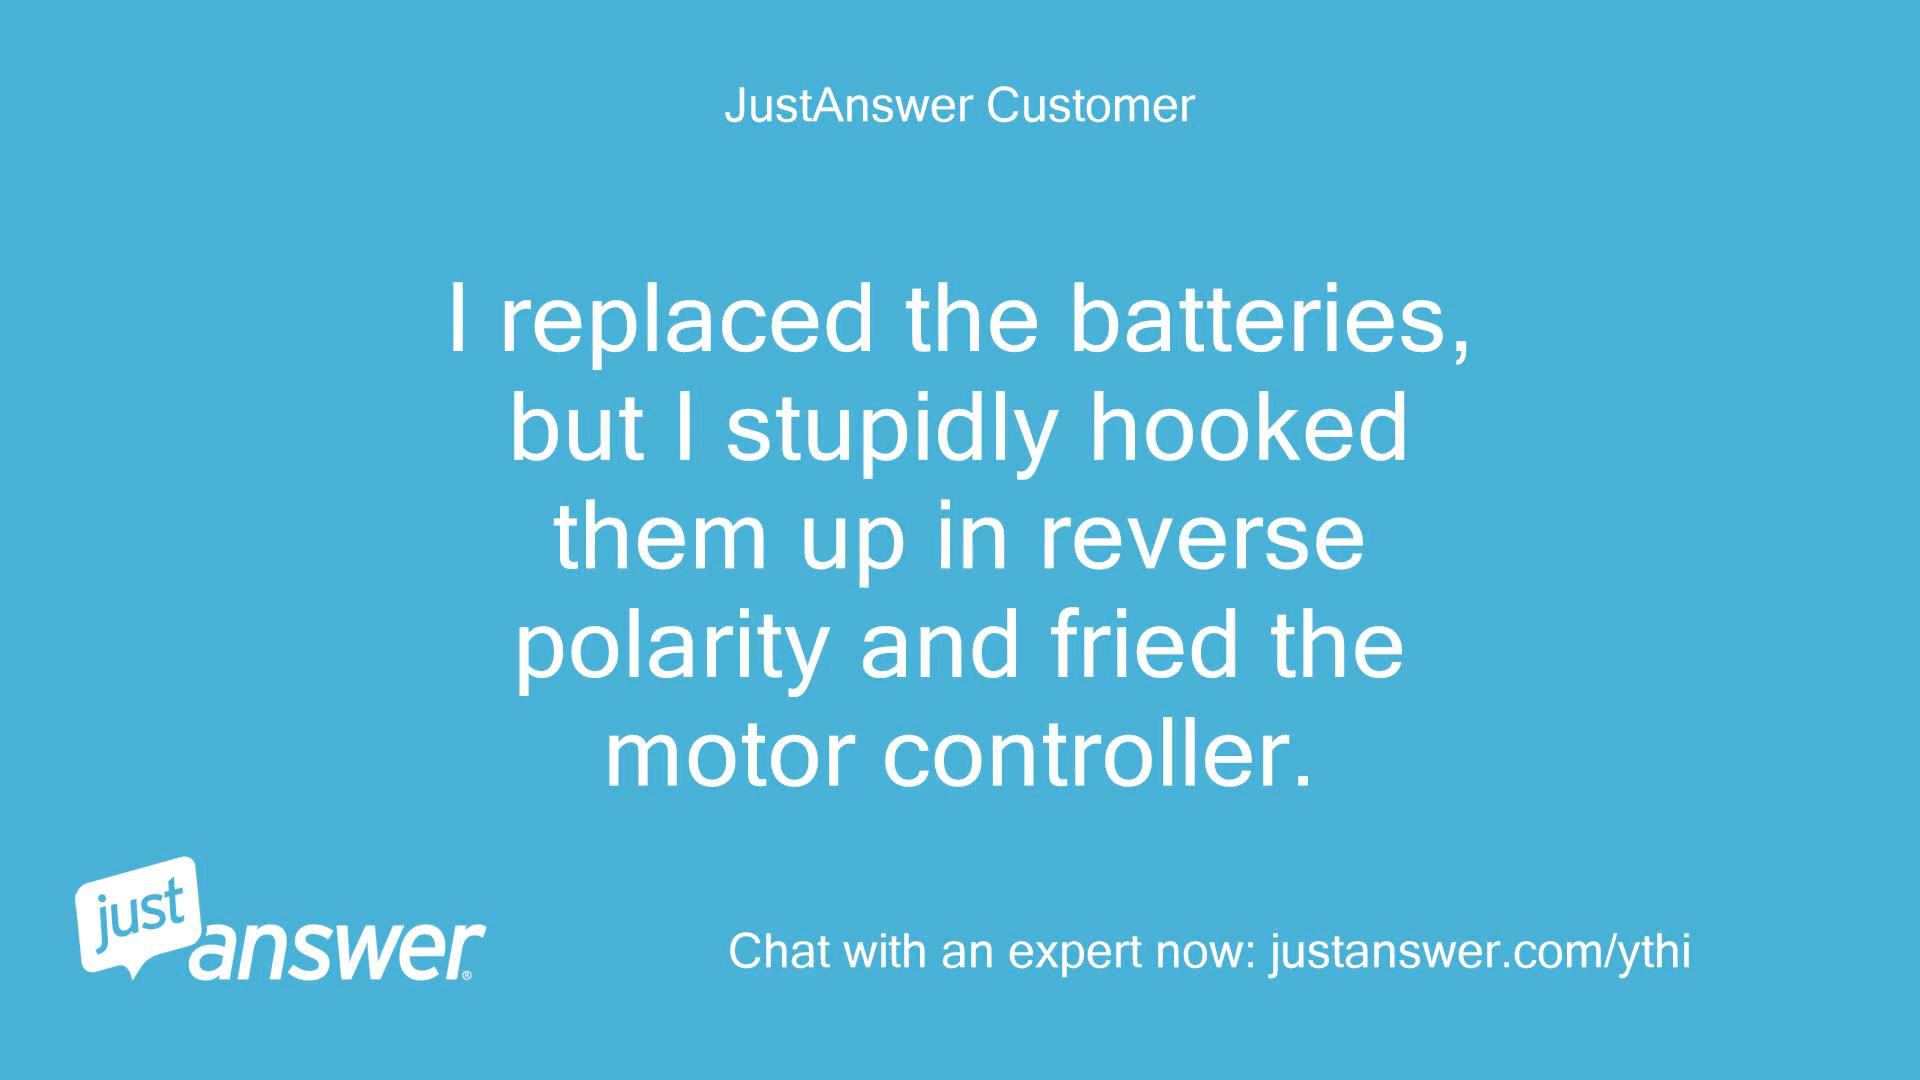 JustAnswer Customer
I replaced the batteries,
but I stupidly hooked
them up in reverse
polarity and fried the
motor controller.
just
answer®
Chat with an expert now: justanswer.com/ythi